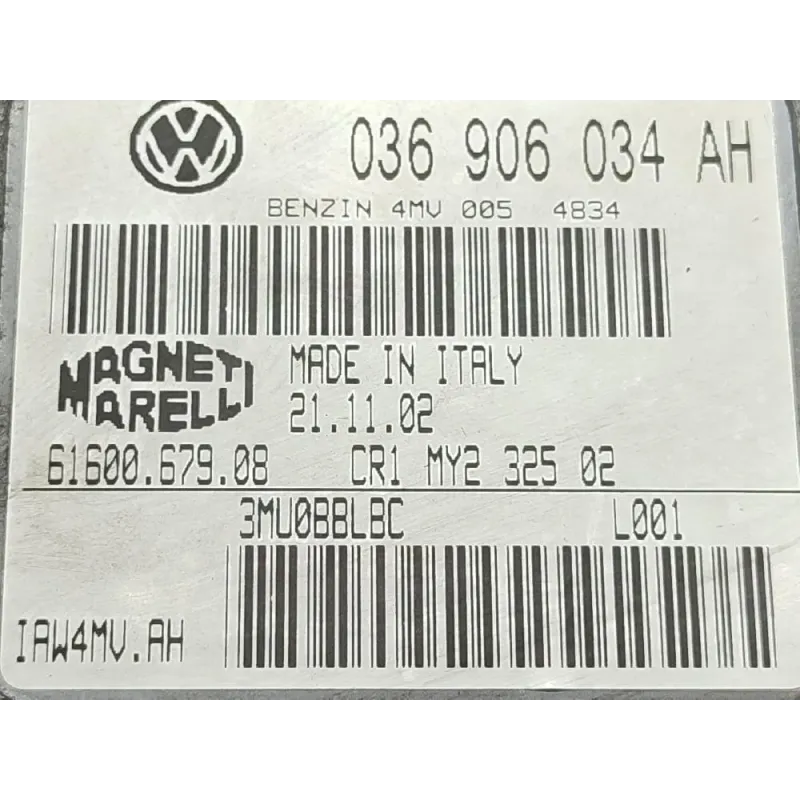 VW 036 906 034 AH
BENZIN 4MV 005 4834
MAGNETI
MARELLI
MADE IN ITALY
21.11.02
61600.679.08 CR1 MY2 325 02
3MU0BBLBC L001
IAW4MV.AH